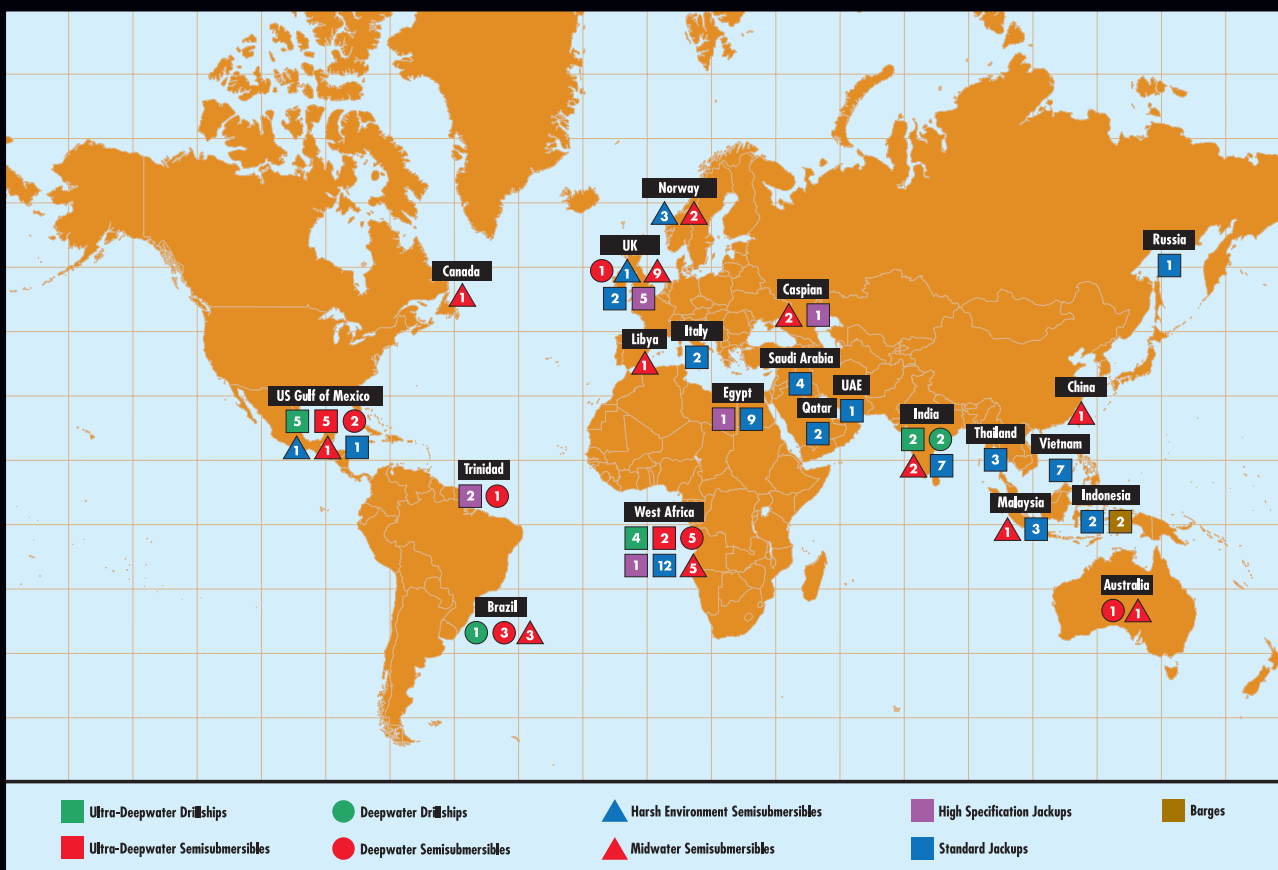 Norway
3 2
UK
1 1 9
2 5
Russia
1
Canada
1
Caspian
2 1
Italy
2
Libya
1
Saudi Arabia
4
UAE
1
China
1
US Gulf of Mexico
5 5 2
1 1 1
Egypt
1 9
Qatar
2
India
2 2
2 7
Thailand
3
Vietnam
7
Trinidad
2 1
West Africa
4 2 5
1 12 5
Malaysia
1 3
Indonesia
2 2
Australia
1 1
Brazil
1 3 3
Ultra-Deepwater Drillships
Deepwater Drillships
Harsh Environment Semisubmersibles
High Specification Jackups
Barges
Ultra-Deepwater Semisubmersibles
Deepwater Semisubmersibles
Midwater Semisubmersibles
Standard Jackups